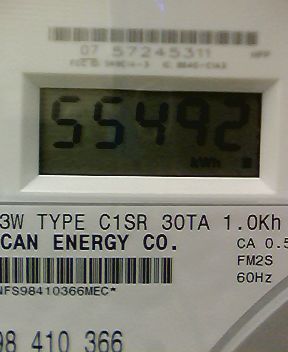 07 57245311
55492
kWh
3W TYPE C1SR 30TA 1.0Kh
CAN ENERGY CO.
CA 0.5
FM2S
60Hz
NFS98410366MEC*
98 410 366